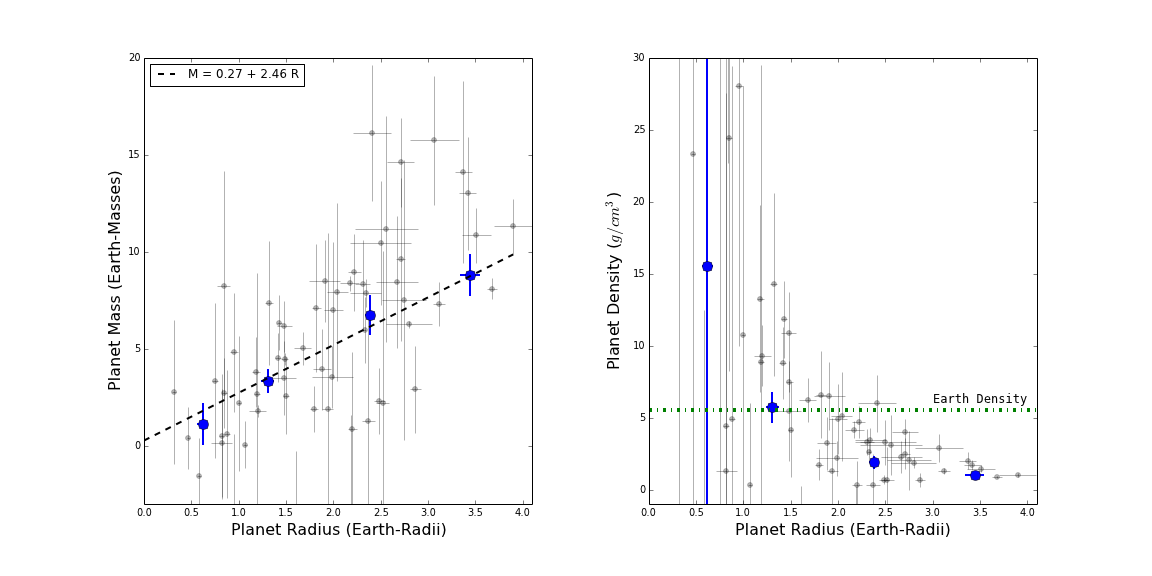 M = 0.27 + 2.46 R
20
15
10
5
0
Planet Mass (Earth-Masses)
0.0 0.5 1.0 1.5 2.0 2.5 3.0 3.5 4.0
Planet Radius (Earth-Radii)
30
25
20
15
10
5
0
Planet Density (g/cm³)
Earth Density
0.0 0.5 1.0 1.5 2.0 2.5 3.0 3.5 4.0
Planet Radius (Earth-Radii)